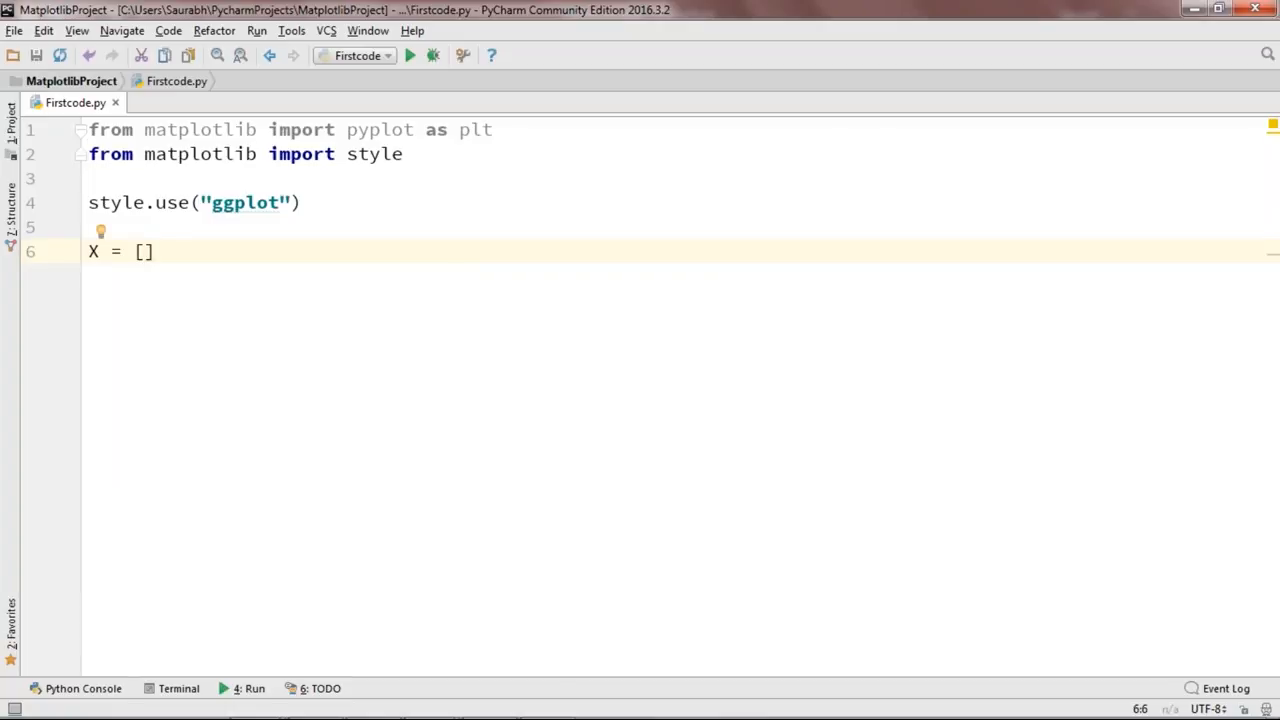 MatplotlibProject - [C:\Users\Saurabh\PycharmProjects\MatplotlibProject] - ...\Firstcode.py - PyCharm Community Edition 2016.3.2
File Edit View Navigate Code Refactor Run Tools VCS Window Help
Firstcode
MatplotlibProject Firstcode.py
Firstcode.py
1: Project
Z: Structure
2: Favorites
1 from matplotlib import pyplot as plt
2 from matplotlib import style
3
4 style.use("ggplot")
5
6 X = []
Python Console Terminal 4: Run 6: TODO Event Log
6:6 n/a UTF-8